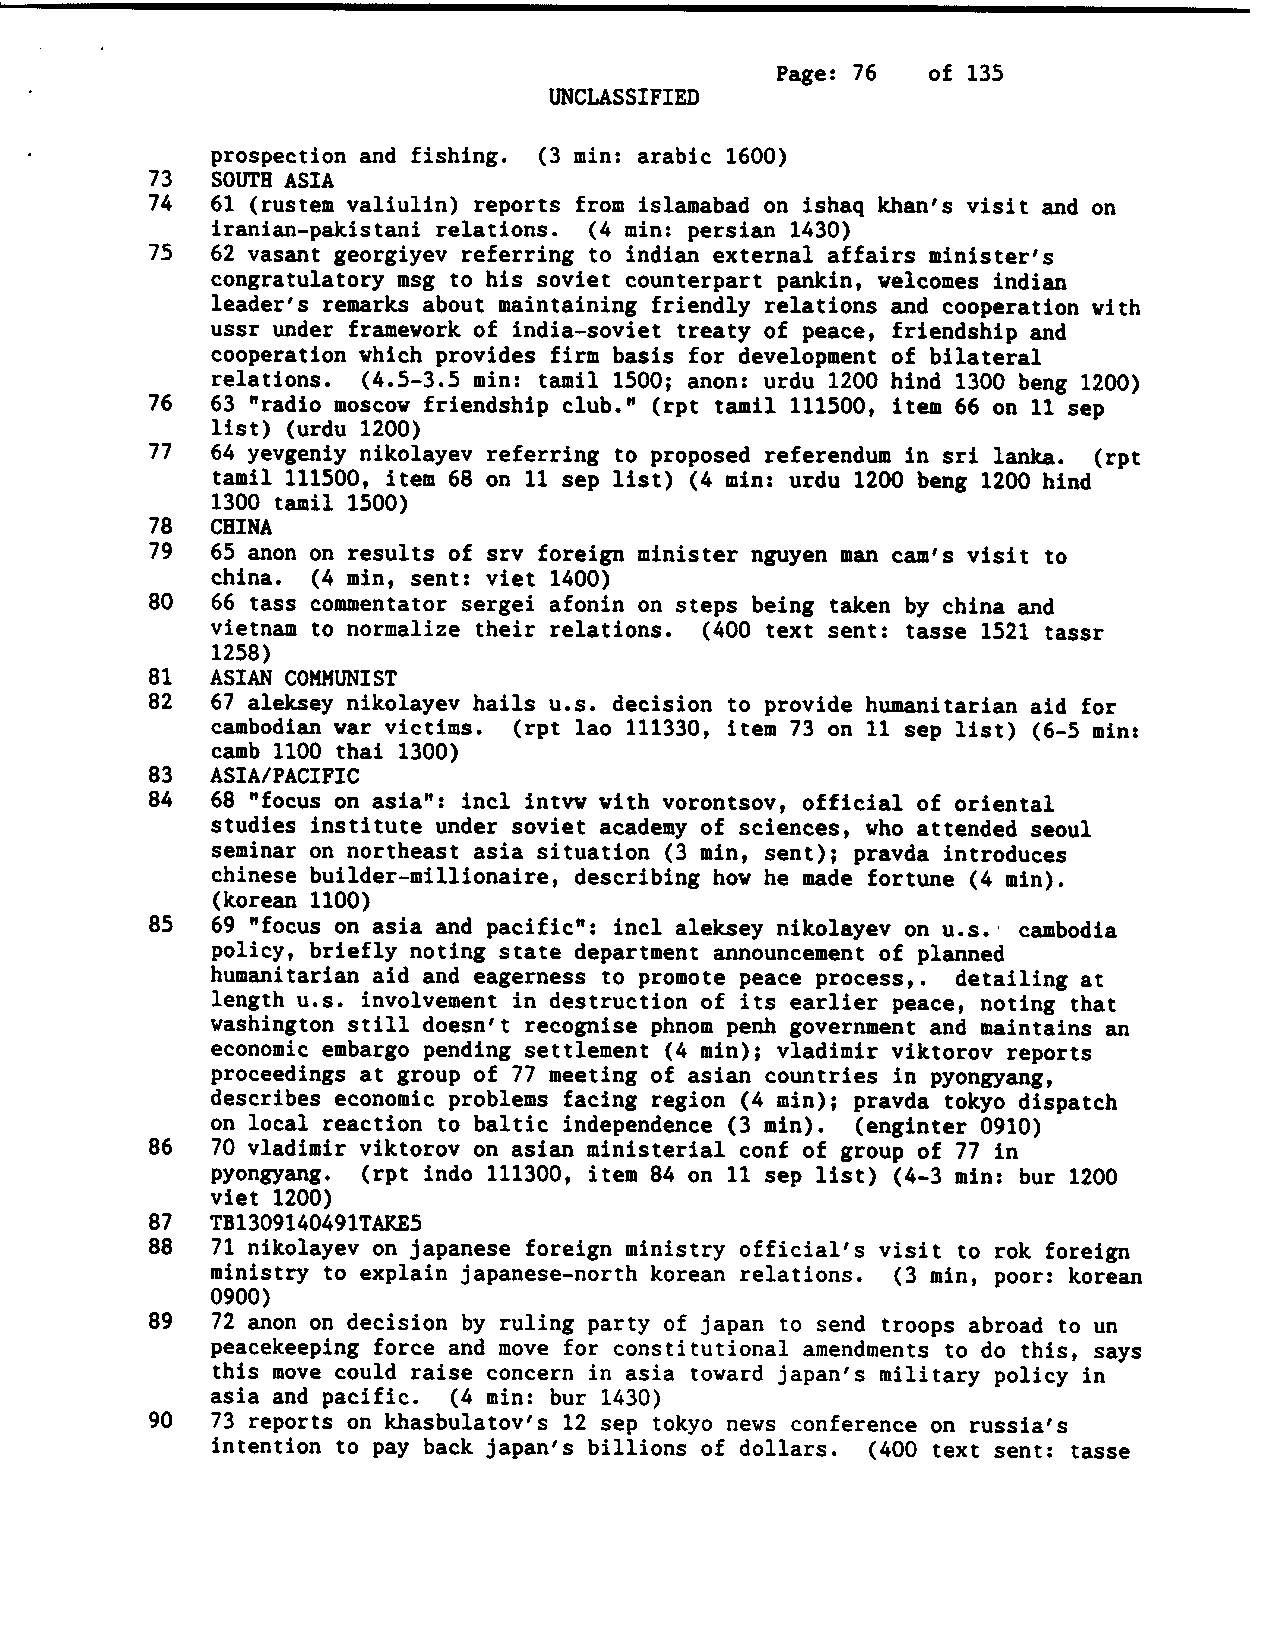 Page: 76 of 135
UNCLASSIFIED
prospection and fishing. (3 min: arabic 1600)
73 SOUTH ASIA
74 61 (rustem valiulin) reports from islamabad on ishaq khan's visit and on
iranian-pakistani relations. (4 min: persian 1430)
75 62 vasant georgiyev referring to indian external affairs minister's
congratulatory msg to his soviet counterpart pankin, welcomes indian
leader's remarks about maintaining friendly relations and cooperation with
ussr under framework of india-soviet treaty of peace, friendship and
cooperation which provides firm basis for development of bilateral
relations. (4.5-3.5 min: tamil 1500; anon: urdu 1200 hind 1300 beng 1200)
76 63 "radio moscow friendship club." (rpt tamil 111500, item 66 on 11 sep
list) (urdu 1200)
77 64 yevgeniy nikolayev referring to proposed referendum in sri lanka. (rpt
tamil 111500, item 68 on 11 sep list) (4 min: urdu 1200 beng 1200 hind
1300 tamil 1500)
78 CHINA
79 65 anon on results of srv foreign minister nguyen man cam's visit to
china. (4 min, sent: viet 1400)
80 66 tass commentator sergei afonin on steps being taken by china and
vietnam to normalize their relations. (400 text sent: tasse 1521 tassr
1258)
81 ASIAN COMMUNIST
82 67 aleksey nikolayev hails u.s. decision to provide humanitarian aid for
cambodian war victims. (rpt lao 111330, item 73 on 11 sep list) (6-5 min:
camb 1100 thai 1300)
83 ASIA/PACIFIC
84 68 "focus on asia": incl intvw with vorontsov, official of oriental
studies institute under soviet academy of sciences, who attended seoul
seminar on northeast asia situation (3 min, sent); pravda introduces
chinese builder-millionaire, describing how he made fortune (4 min).
(korean 1100)
85 69 "focus on asia and pacific": incl aleksey nikolayev on u.s. cambodia
policy, briefly noting state department announcement of planned
humanitarian aid and eagerness to promote peace process,. detailing at
length u.s. involvement in destruction of its earlier peace, noting that
washington still doesn't recognise phnom penh government and maintains an
economic embargo pending settlement (4 min); vladimir viktorov reports
proceedings at group of 77 meeting of asian countries in pyongyang,
describes economic problems facing region (4 min); pravda tokyo dispatch
on local reaction to baltic independence (3 min). (enginter 0910)
86 70 vladimir viktorov on asian ministerial conf of group of 77 in
pyongyang. (rpt indo 111300, item 84 on 11 sep list) (4-3 min: bur 1200
viet 1200)
87 TB1309140491TAKE5
88 71 nikolayev on japanese foreign ministry official's visit to rok foreign
ministry to explain japanese-north korean relations. (3 min, poor: korean
0900)
89 72 anon on decision by ruling party of japan to send troops abroad to un
peacekeeping force and move for constitutional amendments to do this, says
this move could raise concern in asia toward japan's military policy in
asia and pacific. (4 min: bur 1430)
90 73 reports on khasbulatov's 12 sep tokyo news conference on russia's
intention to pay back japan's billions of dollars. (400 text sent: tasse